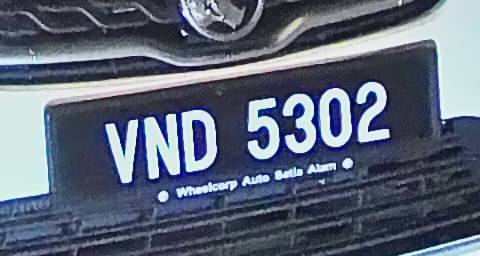 VND 5302
Wheelcorp Auto Setia Alam